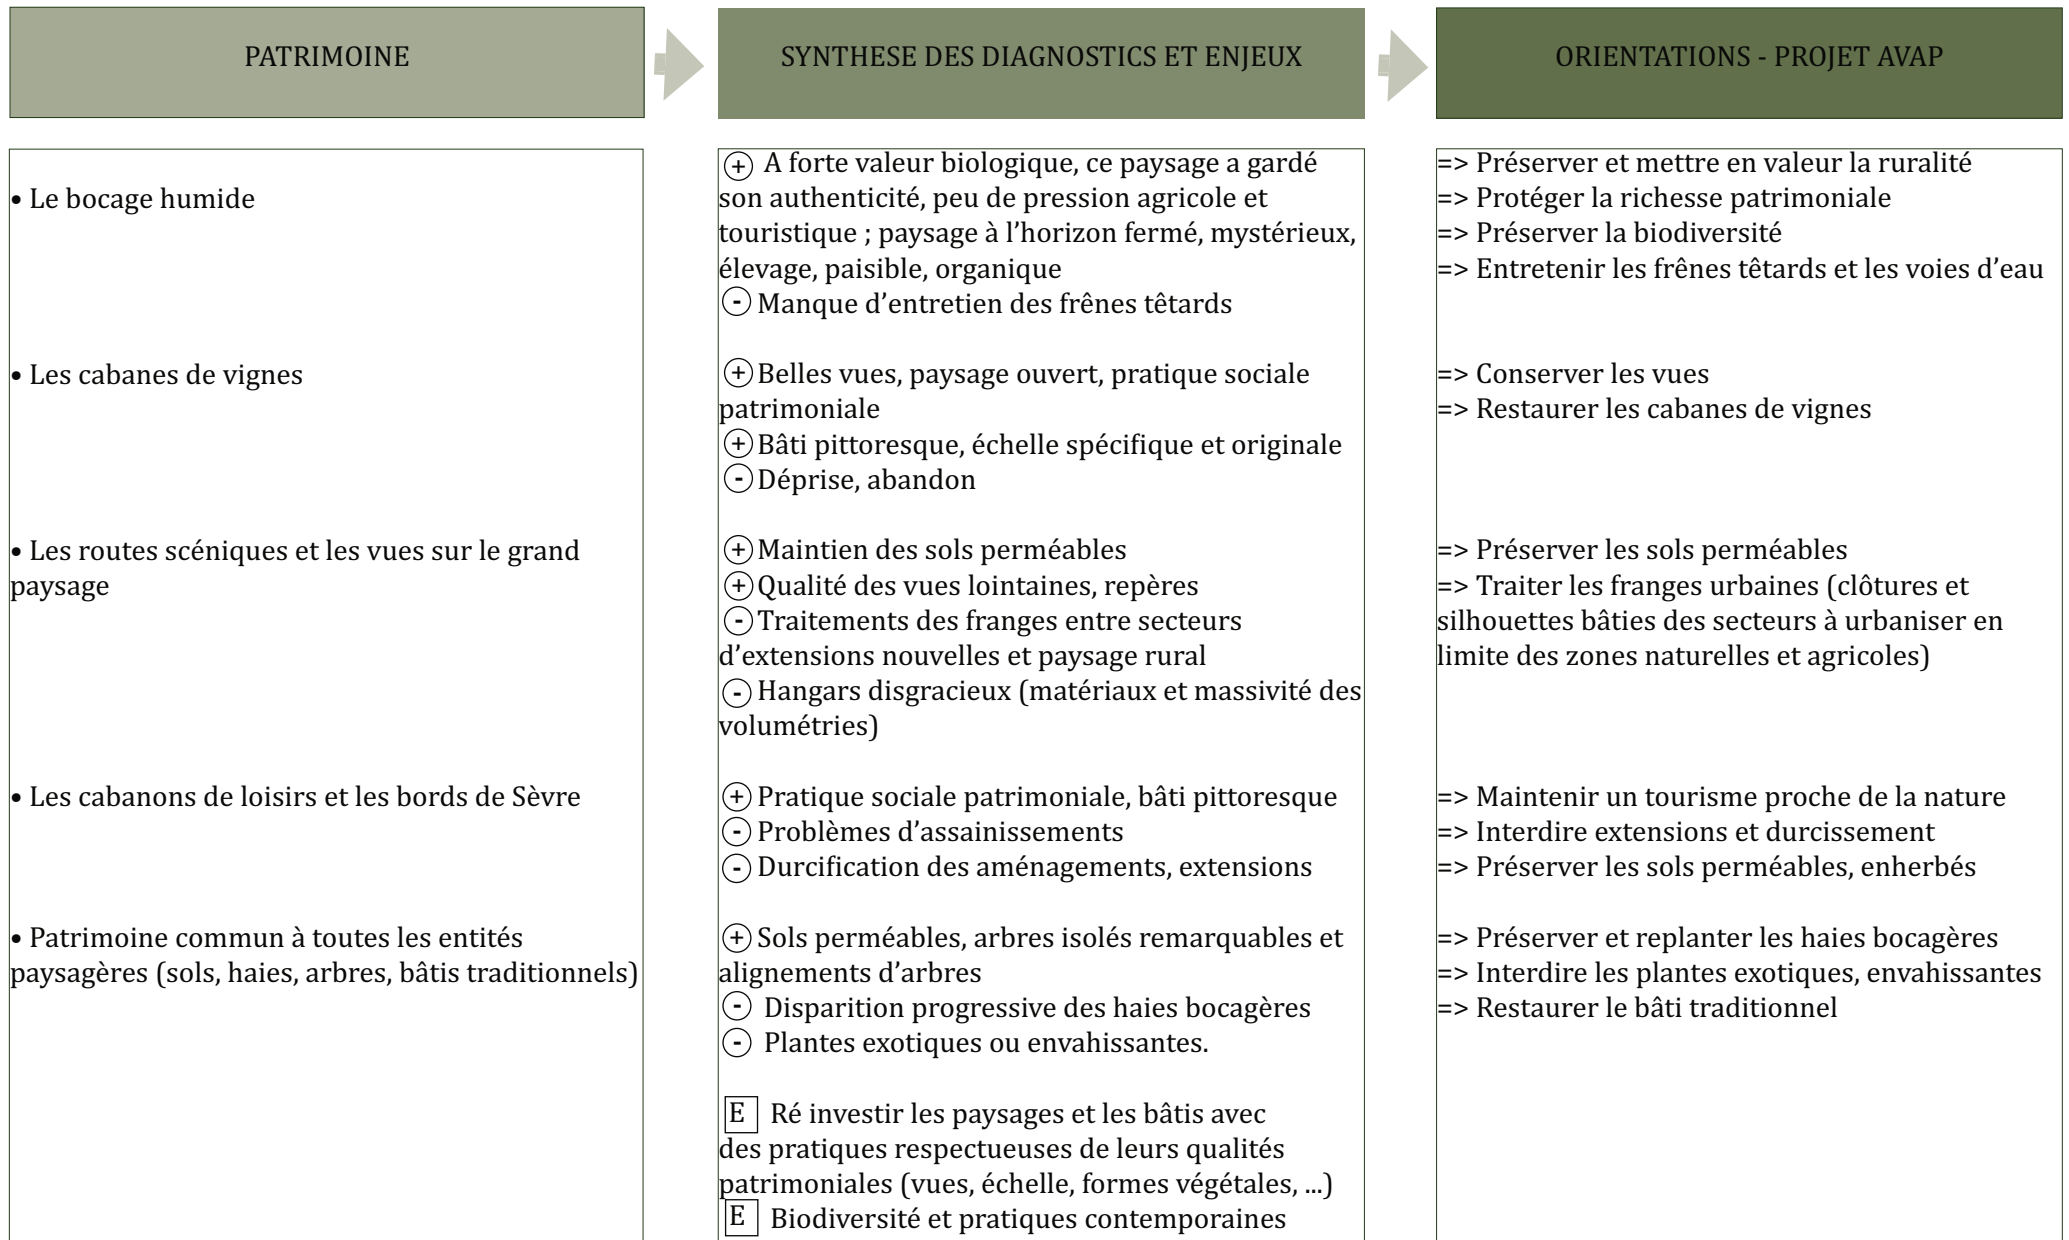 PATRIMOINE
SYNTHESE DES DIAGNOSTICS ET ENJEUX
ORIENTATIONS - PROJET AVAP
• Le bocage humide
+ A forte valeur biologique, ce paysage a gardé
son authenticité, peu de pression agricole et
touristique ; paysage à l’horizon fermé, mystérieux,
élevage, paisible, organique
- Manque d’entretien des frênes têtards
=> Préserver et mettre en valeur la ruralité
=> Protéger la richesse patrimoniale
=> Préserver la biodiversité
=> Entretenir les frênes têtards et les voies d’eau
• Les cabanes de vignes
+ Belles vues, paysage ouvert, pratique sociale
patrimoniale
+ Bâti pittoresque, échelle spécifique et originale
- Déprise, abandon
=> Conserver les vues
=> Restaurer les cabanes de vignes
• Les routes scéniques et les vues sur le grand
paysage
+ Maintien des sols perméables
+ Qualité des vues lointaines, repères
- Traitements des franges entre secteurs
d’extensions nouvelles et paysage rural
- Hangars disgracieux (matériaux et massivité des
volumétries)
=> Préserver les sols perméables
=> Traiter les franges urbaines (clôtures et
silhouettes bâties des secteurs à urbaniser en
limite des zones naturelles et agricoles)
• Les cabanons de loisirs et les bords de Sèvre
+ Pratique sociale patrimoniale, bâti pittoresque
- Problèmes d’assainissements
- Durcification des aménagements, extensions
=> Maintenir un tourisme proche de la nature
=> Interdire extensions et durcissement
=> Préserver les sols perméables, enherbés
• Patrimoine commun à toutes les entités
paysagères (sols, haies, arbres, bâtis traditionnels)
+ Sols perméables, arbres isolés remarquables et
alignements d’arbres
- Disparition progressive des haies bocagères
- Plantes exotiques ou envahissantes.
=> Préserver et replanter les haies bocagères
=> Interdire les plantes exotiques, envahissantes
=> Restaurer le bâti traditionnel
E Ré investir les paysages et les bâtis avec
des pratiques respectueuses de leurs qualités
patrimoniales (vues, échelle, formes végétales, ...)
E Biodiversité et pratiques contemporaines